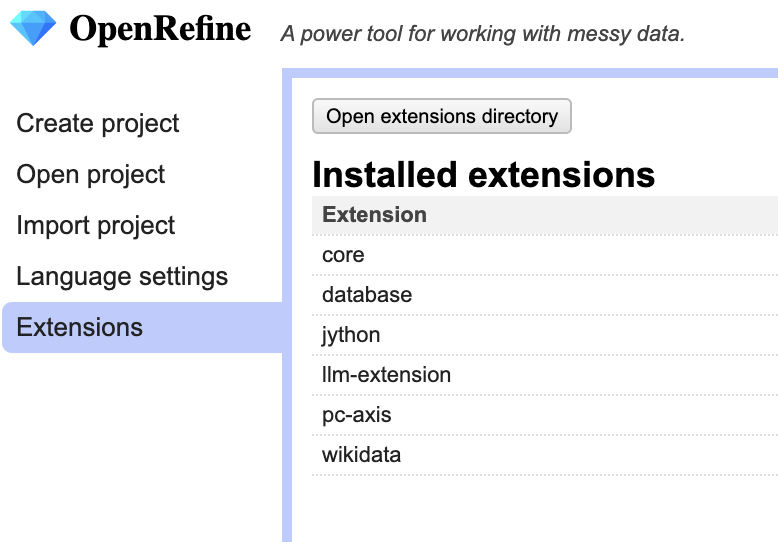 OpenRefine
A power tool for working with messy data.
Create project
Open project
Import project
Language settings
Extensions
Open extensions directory
Installed extensions
Extension
core
database
jython
llm-extension
pc-axis
wikidata